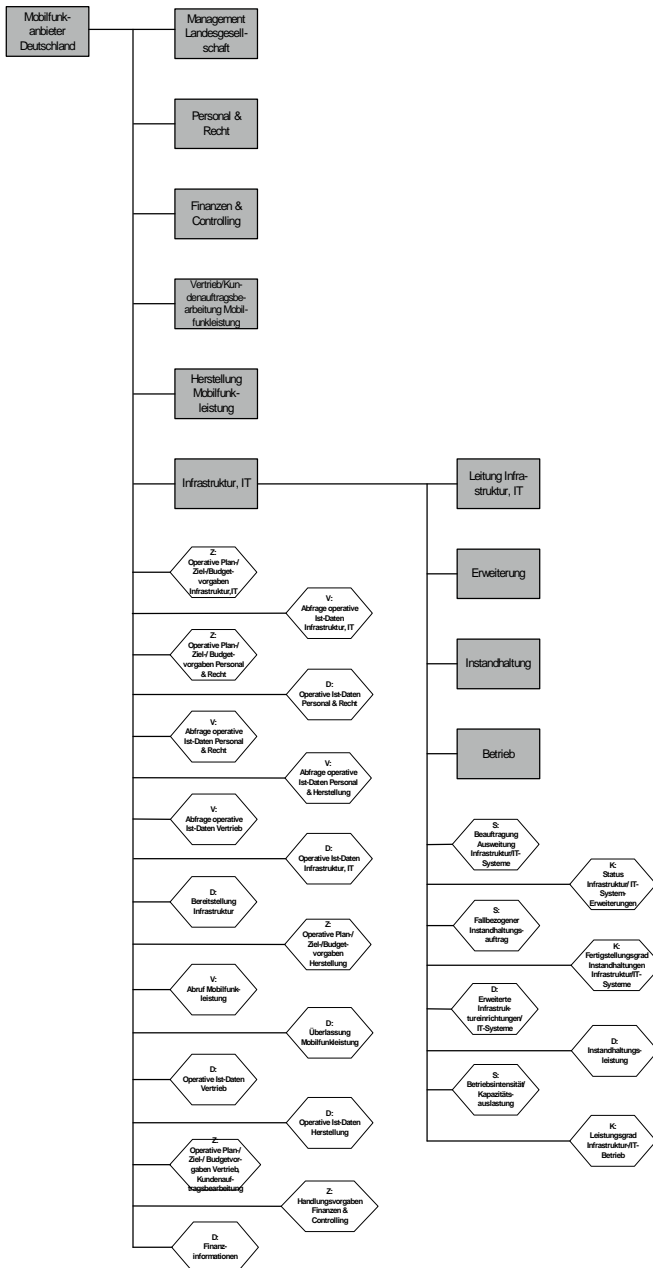 Mobilfunk-
anbieter
Deutschland
Management
Landesgesell-
schaft
Personal &
Recht
Finanzen &
Controlling
Vertrieb/Kun-
denauftragsbe-
arbeitung Mobil-
funkleistung
Herstellung
Mobilfunk-
leistung
Infrastruktur, IT
Leitung Infra-
struktur, IT
Erweiterung
Instandhaltung
Betrieb
Z:
Operative Plan-/
Ziel-/Budget-
vorgaben
Infrastruktur,IT
V:
Abfrage operative
Ist-Daten
Infrastruktur, IT
Z:
Operative Plan-/
Ziel-/ Budget-
vorgaben Personal
& Recht
D:
Operative Ist-Daten
Personal & Recht
V:
Abfrage operative
Ist-Daten Personal
& Recht
V:
Abfrage operative
Ist-Daten Personal
& Herstellung
V:
Abfrage operative
Ist-Daten Vertrieb
D:
Operative Ist-Daten
Infrastruktur, IT
D:
Bereitstellung
Infrastruktur
Z:
Operative Plan-/
Ziel-/Budget-
vorgaben
Herstellung
V:
Abruf Mobilfunk-
leistung
D:
Überlassung
Mobilfunkleistung
D:
Operative Ist-Daten
Vertrieb
D:
Operative Ist-Daten
Herstellung
Z:
Operative Plan-/
Ziel-/ Budgetvor-
gaben Vertrieb,
Kundenauf-
tragsbearbeitung
Z:
Handlungsvorgaben
Finanzen &
Controlling
D:
Finanz-
informationen
S:
Beauftragung
Ausweitung
Infrastruktur/IT-
Systeme
K:
Status
Infrastruktur/ IT-
System-
Erweiterungen
S:
Fallbezogener
Instandhaltungs-
auftrag
K:
Fertigstellungsgrad
Instandhaltungen
Infrastruktur/IT-
Systeme
D:
Erweiterte
Infrastruk-
tureinrichtungen/
IT-Systeme
D:
Instandhaltungs-
leistung
S:
Betriebsintensität/
Kapazitäts-
auslastung
K:
Leistungsgrad
Infrastruktur-/IT-
Betrieb